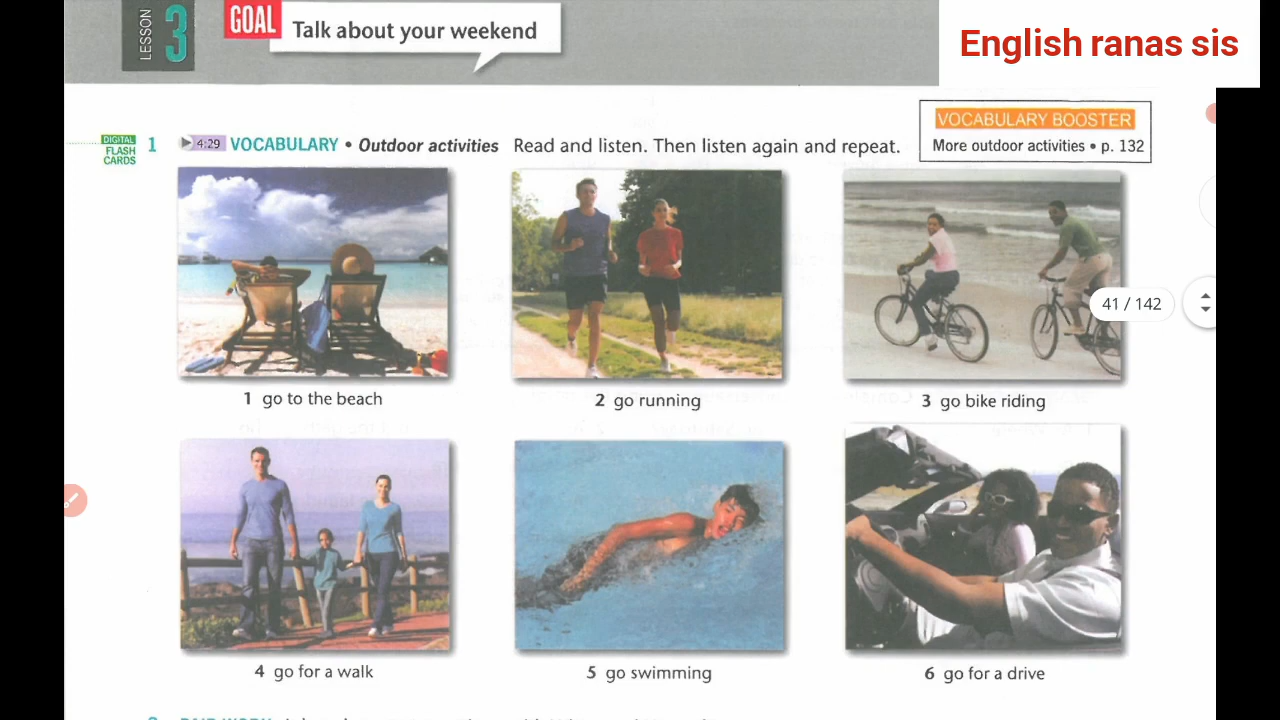 LESSON 3
GOAL Talk about your weekend
English ranas sis
VOCABULARY BOOSTER
More outdoor activities • p. 132
DIGITAL
FLASH
CARDS
1 4:29 VOCABULARY • Outdoor activities Read and listen. Then listen again and repeat.
41 / 142
1 go to the beach
2 go running
3 go bike riding
4 go for a walk
5 go swimming
6 go for a drive